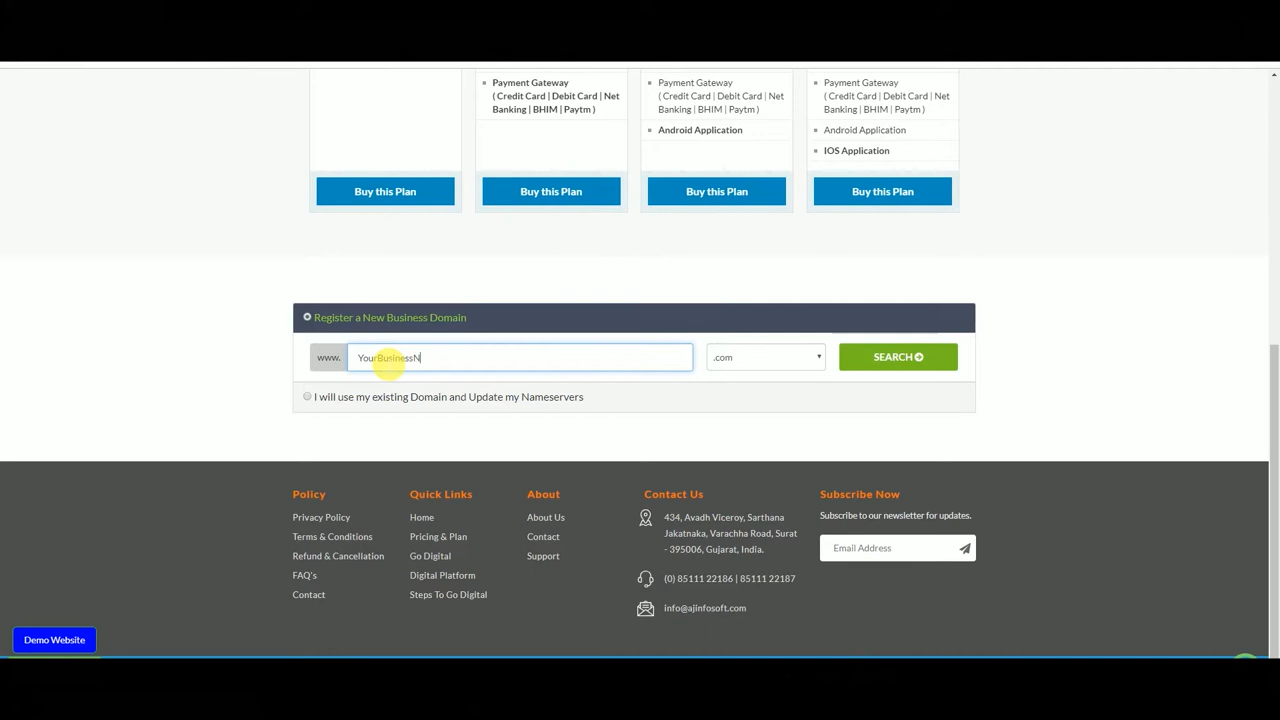 Payment Gateway
( Credit Card | Debit Card | Net
Banking | BHIM | Paytm )
Payment Gateway
( Credit Card | Debit Card | Net
Banking | BHIM | Paytm )
Android Application
Payment Gateway
( Credit Card | Debit Card | Net
Banking | BHIM | Paytm )
Android Application
IOS Application
Buy this Plan
Buy this Plan
Buy this Plan
Buy this Plan
Register a New Business Domain
www.
YourBusinessN
.com
SEARCH
I will use my existing Domain and Update my Nameservers
Policy
Privacy Policy
Terms & Conditions
Refund & Cancellation
FAQ's
Contact
Quick Links
Home
Pricing & Plan
Go Digital
Digital Platform
Steps To Go Digital
About
About Us
Contact
Support
Contact Us
434, Avadh Viceroy, Sarthana
Jakatnaka, Varachha Road, Surat
- 395006, Gujarat, India.
(0) 85111 22186 | 85111 22187
info@ajinfosoft.com
Subscribe Now
Subscribe to our newsletter for updates.
Email Address
Demo Website